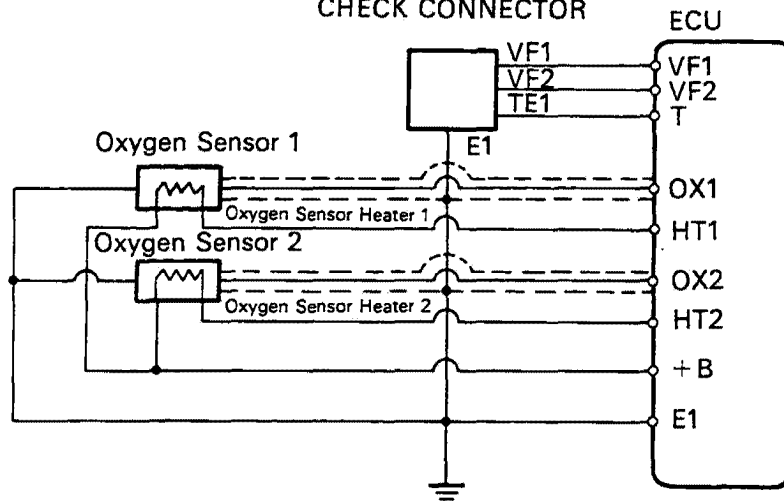 CHECK CONNECTOR
ECU
VF1
VF2
TE1
VF1
VF2
T
E1
Oxygen Sensor 1
OX1
Oxygen Sensor Heater 1
HT1
Oxygen Sensor 2
OX2
Oxygen Sensor Heater 2
HT2
+B
E1